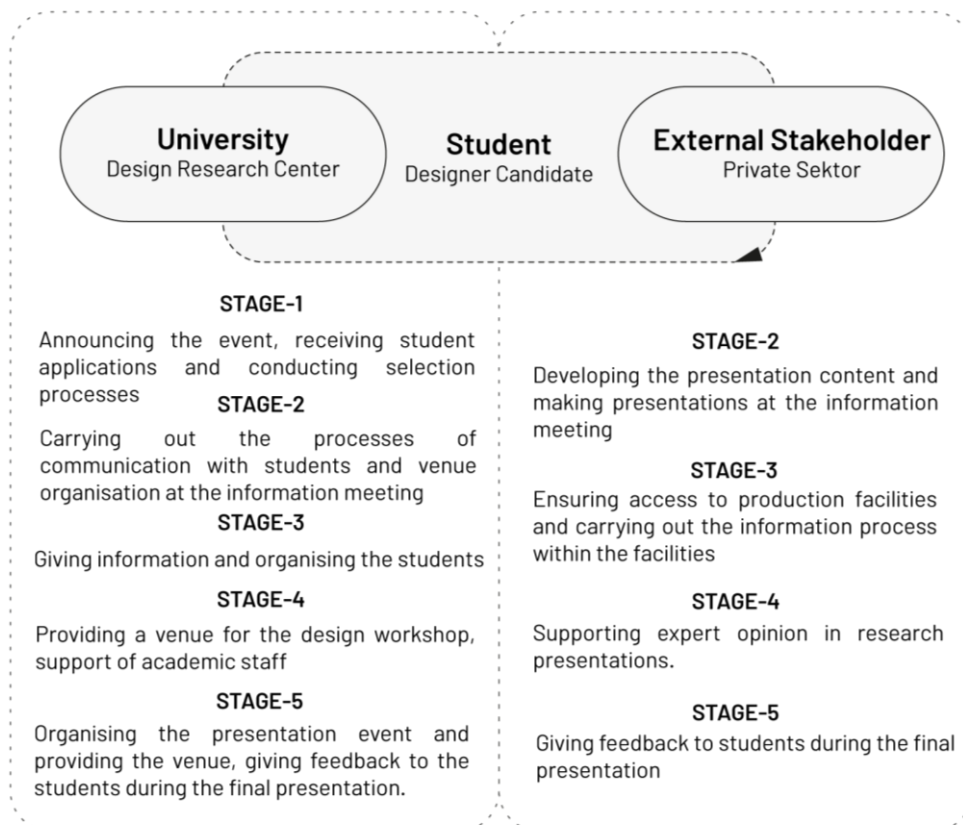 University
Design Research Center
Student
Designer Candidate
External Stakeholder
Private Sektor
STAGE-1
Announcing the event, receiving student
applications and conducting selection
processes
STAGE-2
Carrying out the processes of
communication with students and venue
organisation at the information meeting
STAGE-3
Giving information and organising the students
STAGE-4
Providing a venue for the design workshop,
support of academic staff
STAGE-5
Organising the presentation event and
providing the venue, giving feedback to the
students during the final presentation.
STAGE-2
Developing the presentation content and
making presentations at the information
meeting
STAGE-3
Ensuring access to production facilities
and carrying out the information process
within the facilities
STAGE-4
Supporting expert opinion in research
presentations.
STAGE-5
Giving feedback to students during the final
presentation